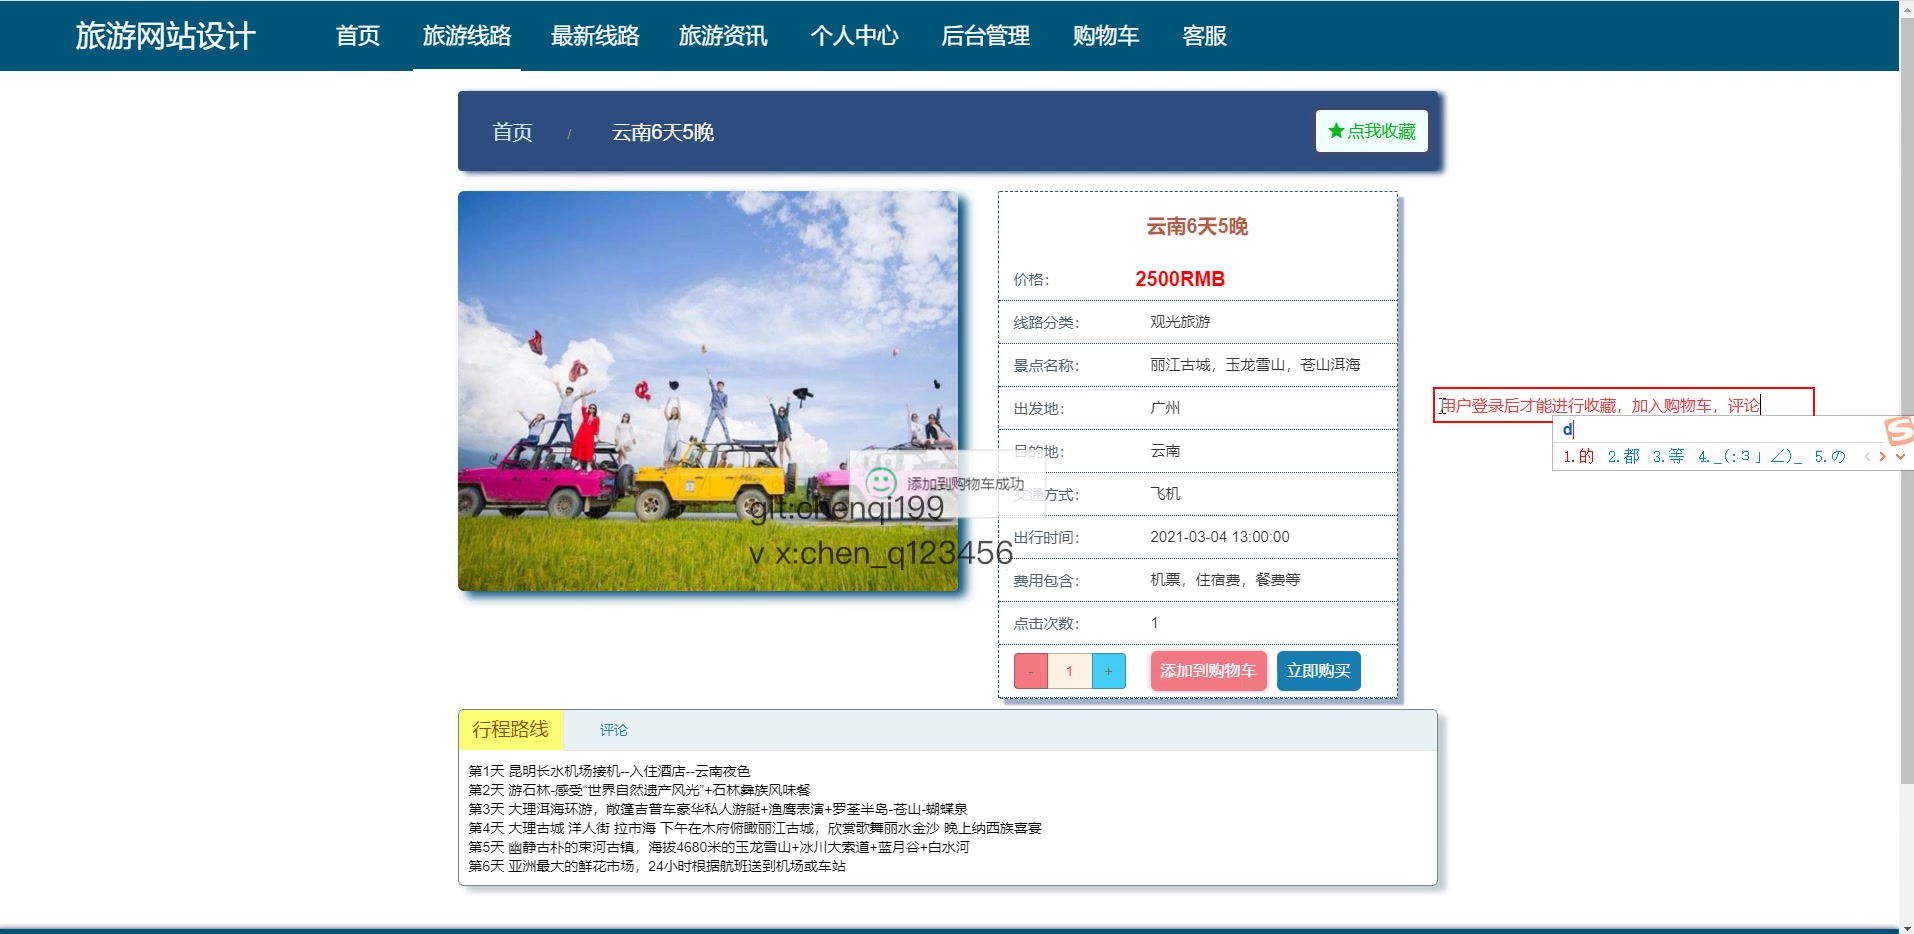 旅游网站设计 首页 旅游线路 最新线路 旅游资讯 个人中心 后台管理 购物车 客服
首页 / 云南6天5晚 ★点我收藏
云南6天5晚
价格： 2500RMB
线路分类： 观光旅游
景点名称： 丽江古城，玉龙雪山，苍山洱海
出发地： 广州
目的地： 云南
交通方式： 飞机
出行时间： 2021-03-04 13:00:00
费用包含： 机票，住宿费，餐费等
点击次数： 1
- 1 + 添加到购物车 立即购买
添加到购物车成功
git:chenqi199
v x:chen_q123456
用户登录后才能进行收藏，加入购物车，评论
d
1.的 2.都 3.等 4._(:3」∠)_ 5.の
行程路线 评论
第1天 昆明长水机场接机--入住酒店--云南夜色
第2天 游石林-感受“世界自然遗产风光”+石林彝族风味餐
第3天 大理洱海环游，敞篷吉普车豪华私人游艇+渔鹰表演+罗荃半岛-苍山-蝴蝶泉
第4天 大理古城 洋人街 拉市海 下午在木府俯瞰丽江古城，欣赏歌舞丽水金沙 晚上纳西族喜宴
第5天 幽静古朴的束河古镇，海拔4680米的玉龙雪山+冰川大索道+蓝月谷+白水河
第6天 亚洲最大的鲜花市场，24小时根据航班送到机场或车站